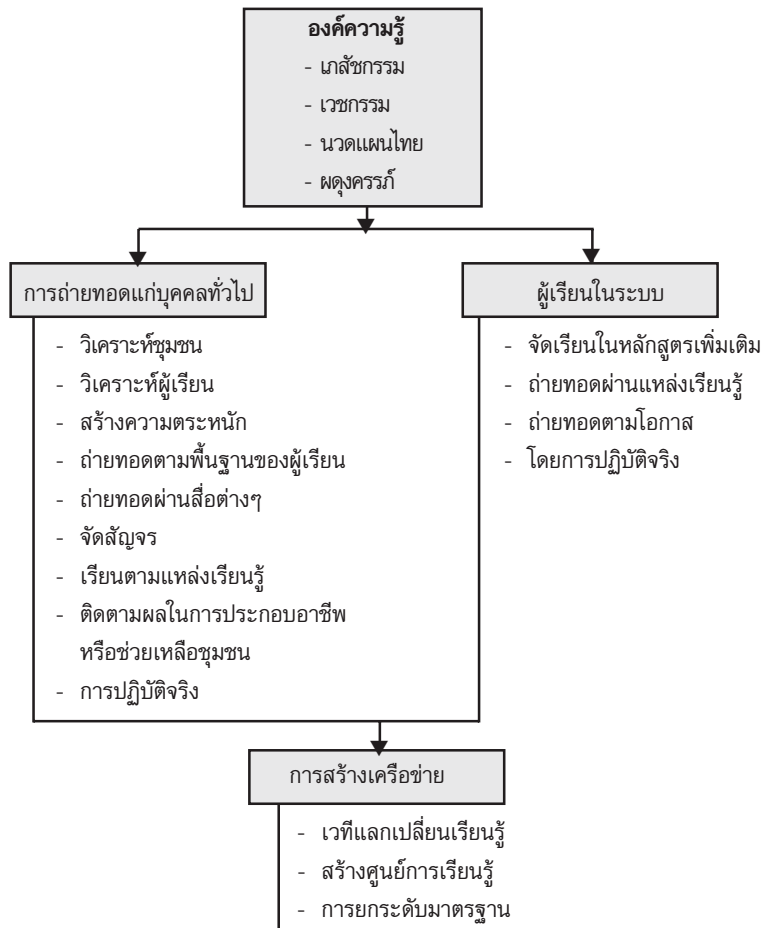 องค์ความรู้
- เภสัชกรรม
- เวชกรรม
- นวดแผนไทย
- ผดุงครรภ์
การถ่ายทอดแก่บุคคลทั่วไป
- วิเคราะห์ชุมชน
- วิเคราะห์ผู้เรียน
- สร้างความตระหนัก
- ถ่ายทอดตามพื้นฐานของผู้เรียน
- ถ่ายทอดผ่านสื่อต่างๆ
- จัดสัญจร
- เรียนตามแหล่งเรียนรู้
- ติดตามผลในการประกอบอาชีพ
หรือช่วยเหลือชุมชน
- การปฏิบัติจริง
ผู้เรียนในระบบ
- จัดเรียนในหลักสูตรเพิ่มเติม
- ถ่ายทอดผ่านแหล่งเรียนรู้
- ถ่ายทอดตามโอกาส
- โดยการปฏิบัติจริง
การสร้างเครือข่าย
- เวทีแลกเปลี่ยนเรียนรู้
- สร้างศูนย์การเรียนรู้
- การยกระดับมาตรฐาน